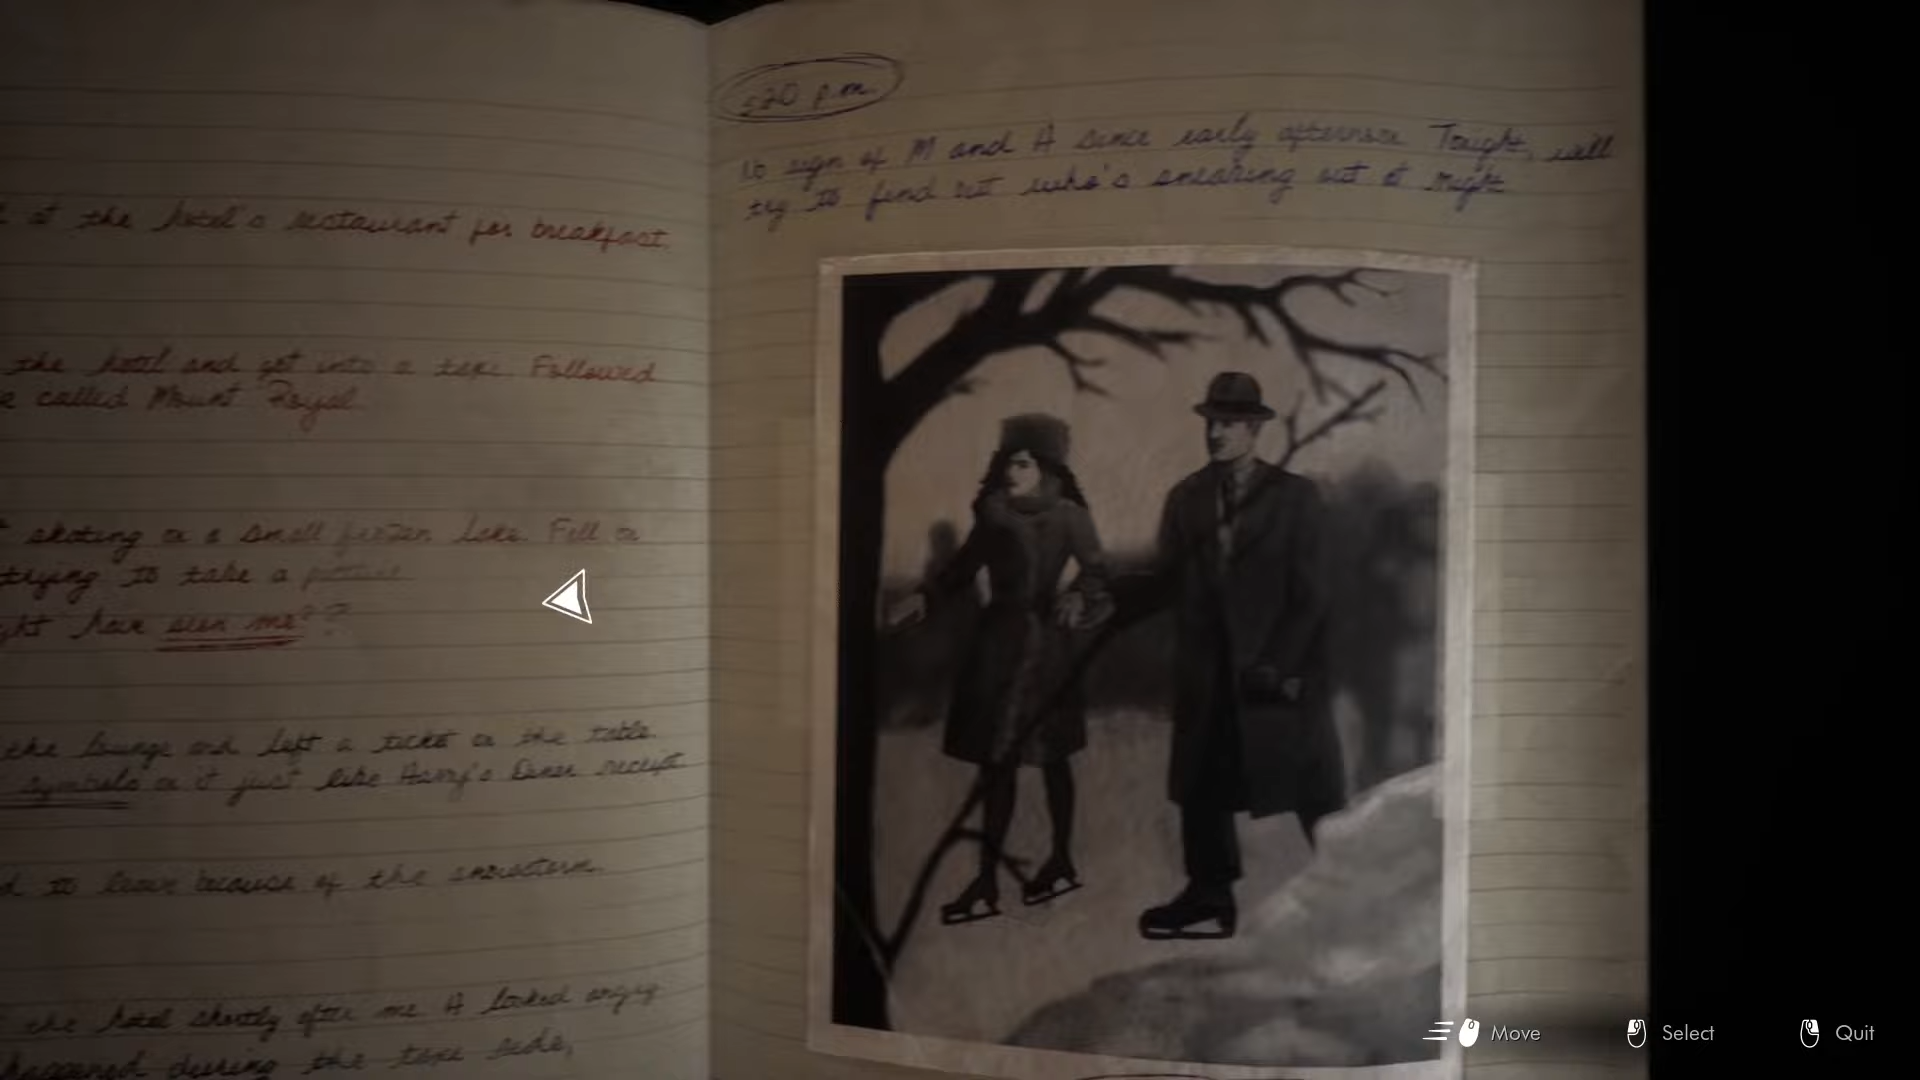 at the hotel's restaurant for breakfast.
the hotel and got into a taxi. Followed
called Mount Royal.
skating on a small frozen lake. Fell on
trying to take a picture.
have seen me??
the lounge and left a ticket on the table.
symbols on it just like Harry's Diner receipt
to leave because of the snowstorm.
the hotel shortly after me. A looked angry
happened during the taxi ride,
20 p.m.
No sign of M and A since early afternoon. Tonight, will
try to find out who's sneaking out at night
Move
Select
Quit